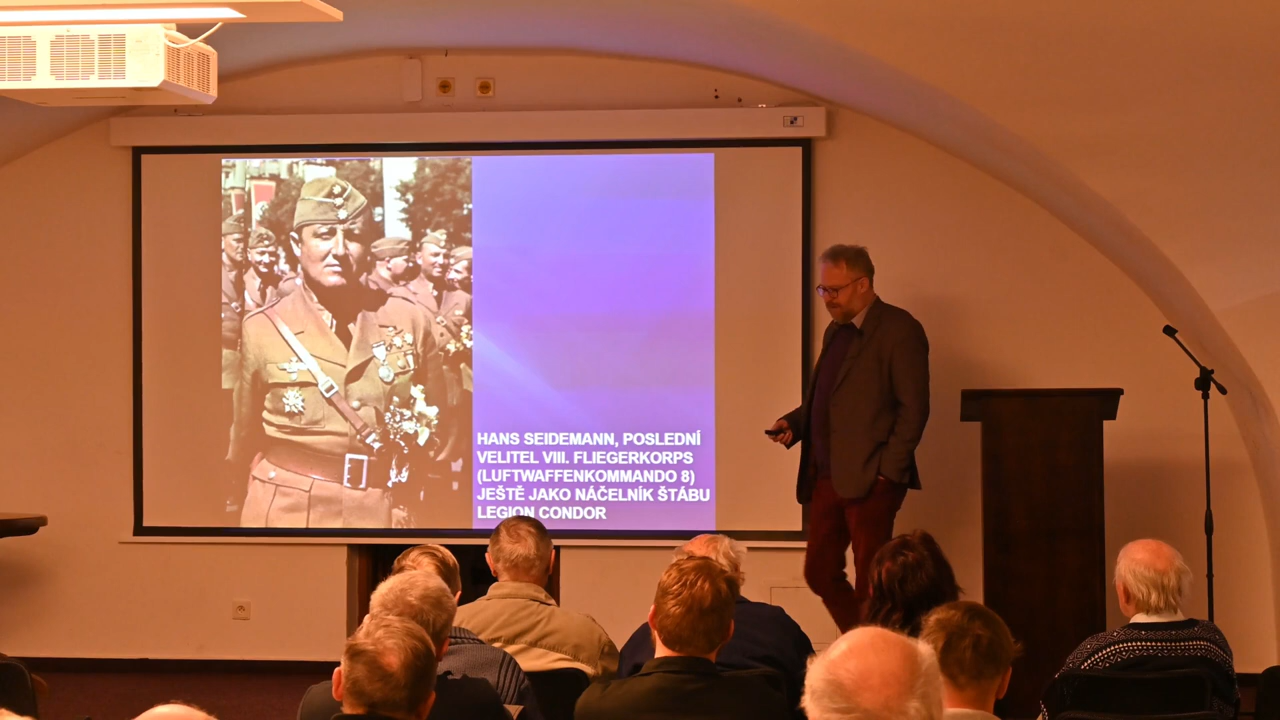 HANS SEIDEMANN, POSLEDNÍ
VELITEL VIII. FLIEGERKORPS
(LUFTWAFFENKOMMANDO 8)
JEŠTĚ JAKO NÁČELNÍK ŠTÁBU
LEGION CONDOR